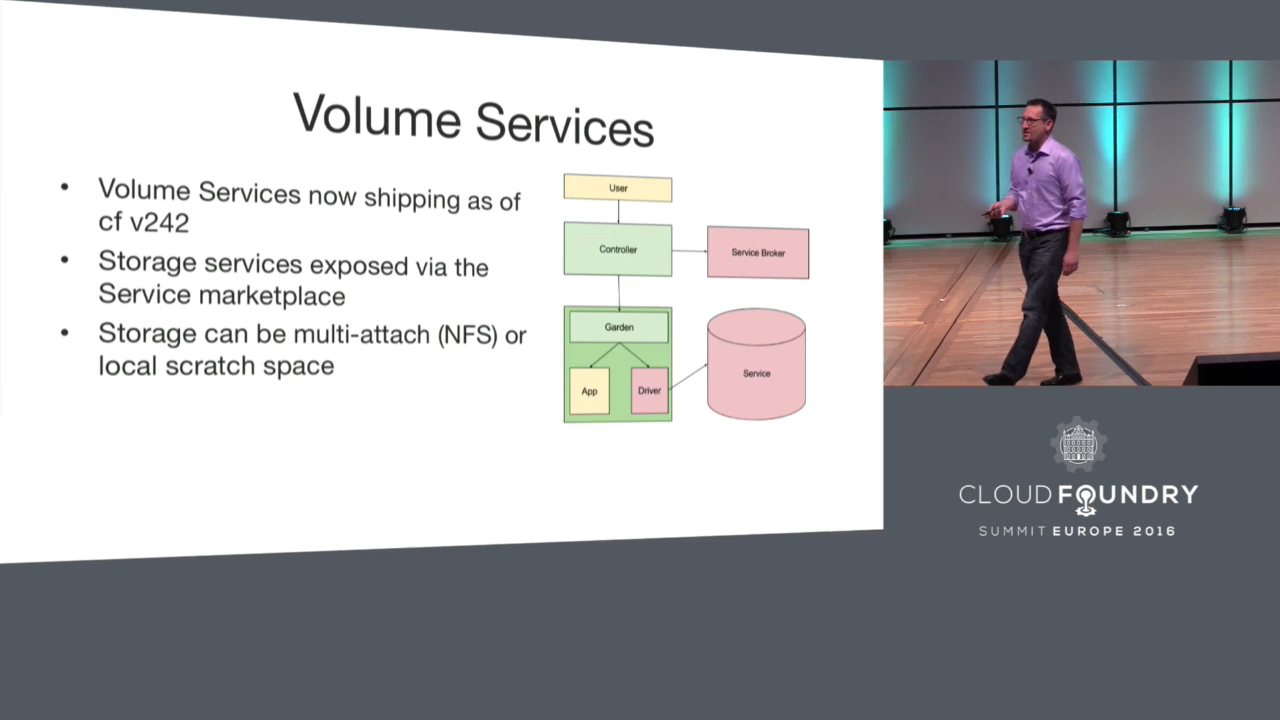 Volume Services
• Volume Services now shipping as of
cf v242
• Storage services exposed via the
Service marketplace
• Storage can be multi-attach (NFS) or
local scratch space
User
Controller
Service Broker
Garden
App
Driver
Service
CLOUD FOUNDRY
SUMMIT EUROPE 2016